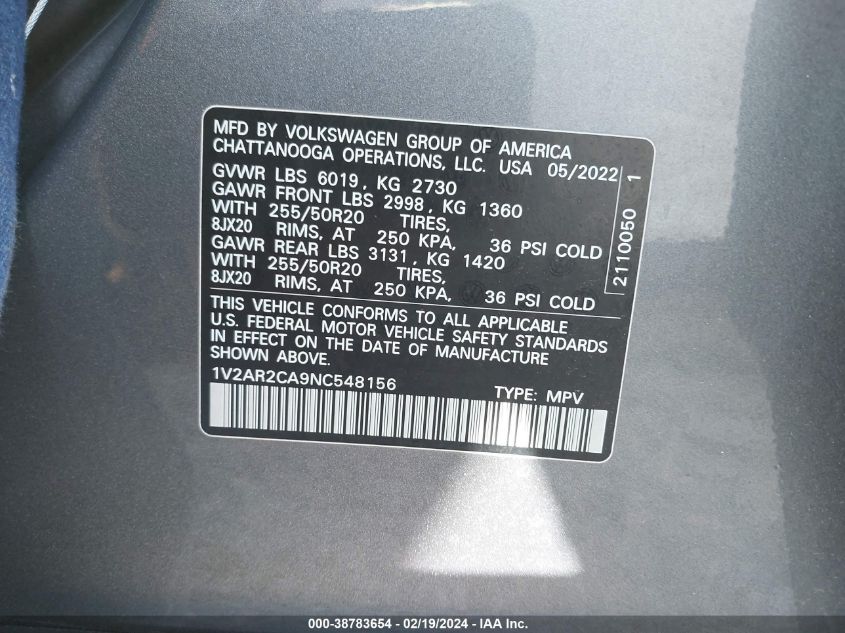 MFD BY VOLKSWAGEN GROUP OF AMERICA
CHATTANOOGA OPERATIONS, LLC. USA 05/2022
GVWR LBS 6019, KG 2730
GAWR FRONT LBS 2998, KG 1360
WITH 255/50R20 TIRES,
8JX20 RIMS, AT 250 KPA, 36 PSI COLD
GAWR REAR LBS 3131, KG 1420
WITH 255/50R20 TIRES,
8JX20 RIMS, AT 250 KPA, 36 PSI COLD
THIS VEHICLE CONFORMS TO ALL APPLICABLE
U.S. FEDERAL MOTOR VEHICLE SAFETY STANDARDS
IN EFFECT ON THE DATE OF MANUFACTURE
SHOWN ABOVE.
1V2AR2CA9NC548156 TYPE: MPV
2110050 1
000-38783654 - 02/19/2024 - IAA Inc.